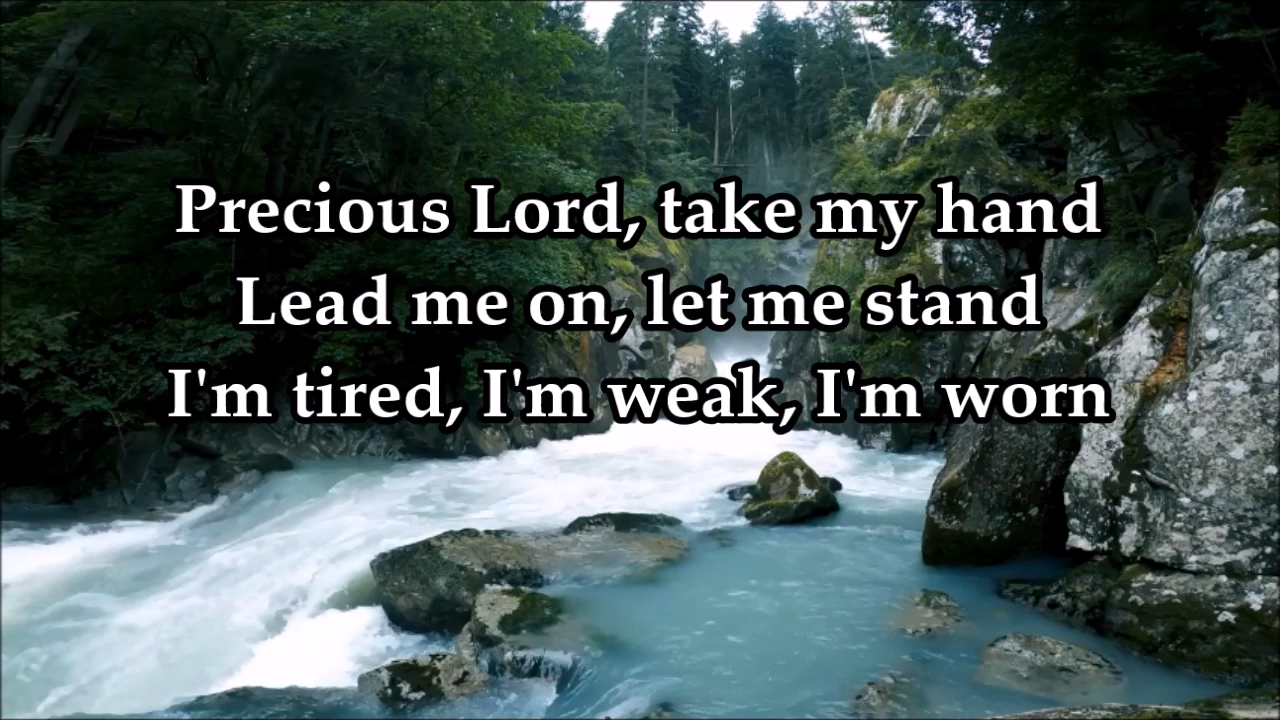 Precious Lord, take my hand
Lead me on, let me stand
I'm tired, I'm weak, I'm worn